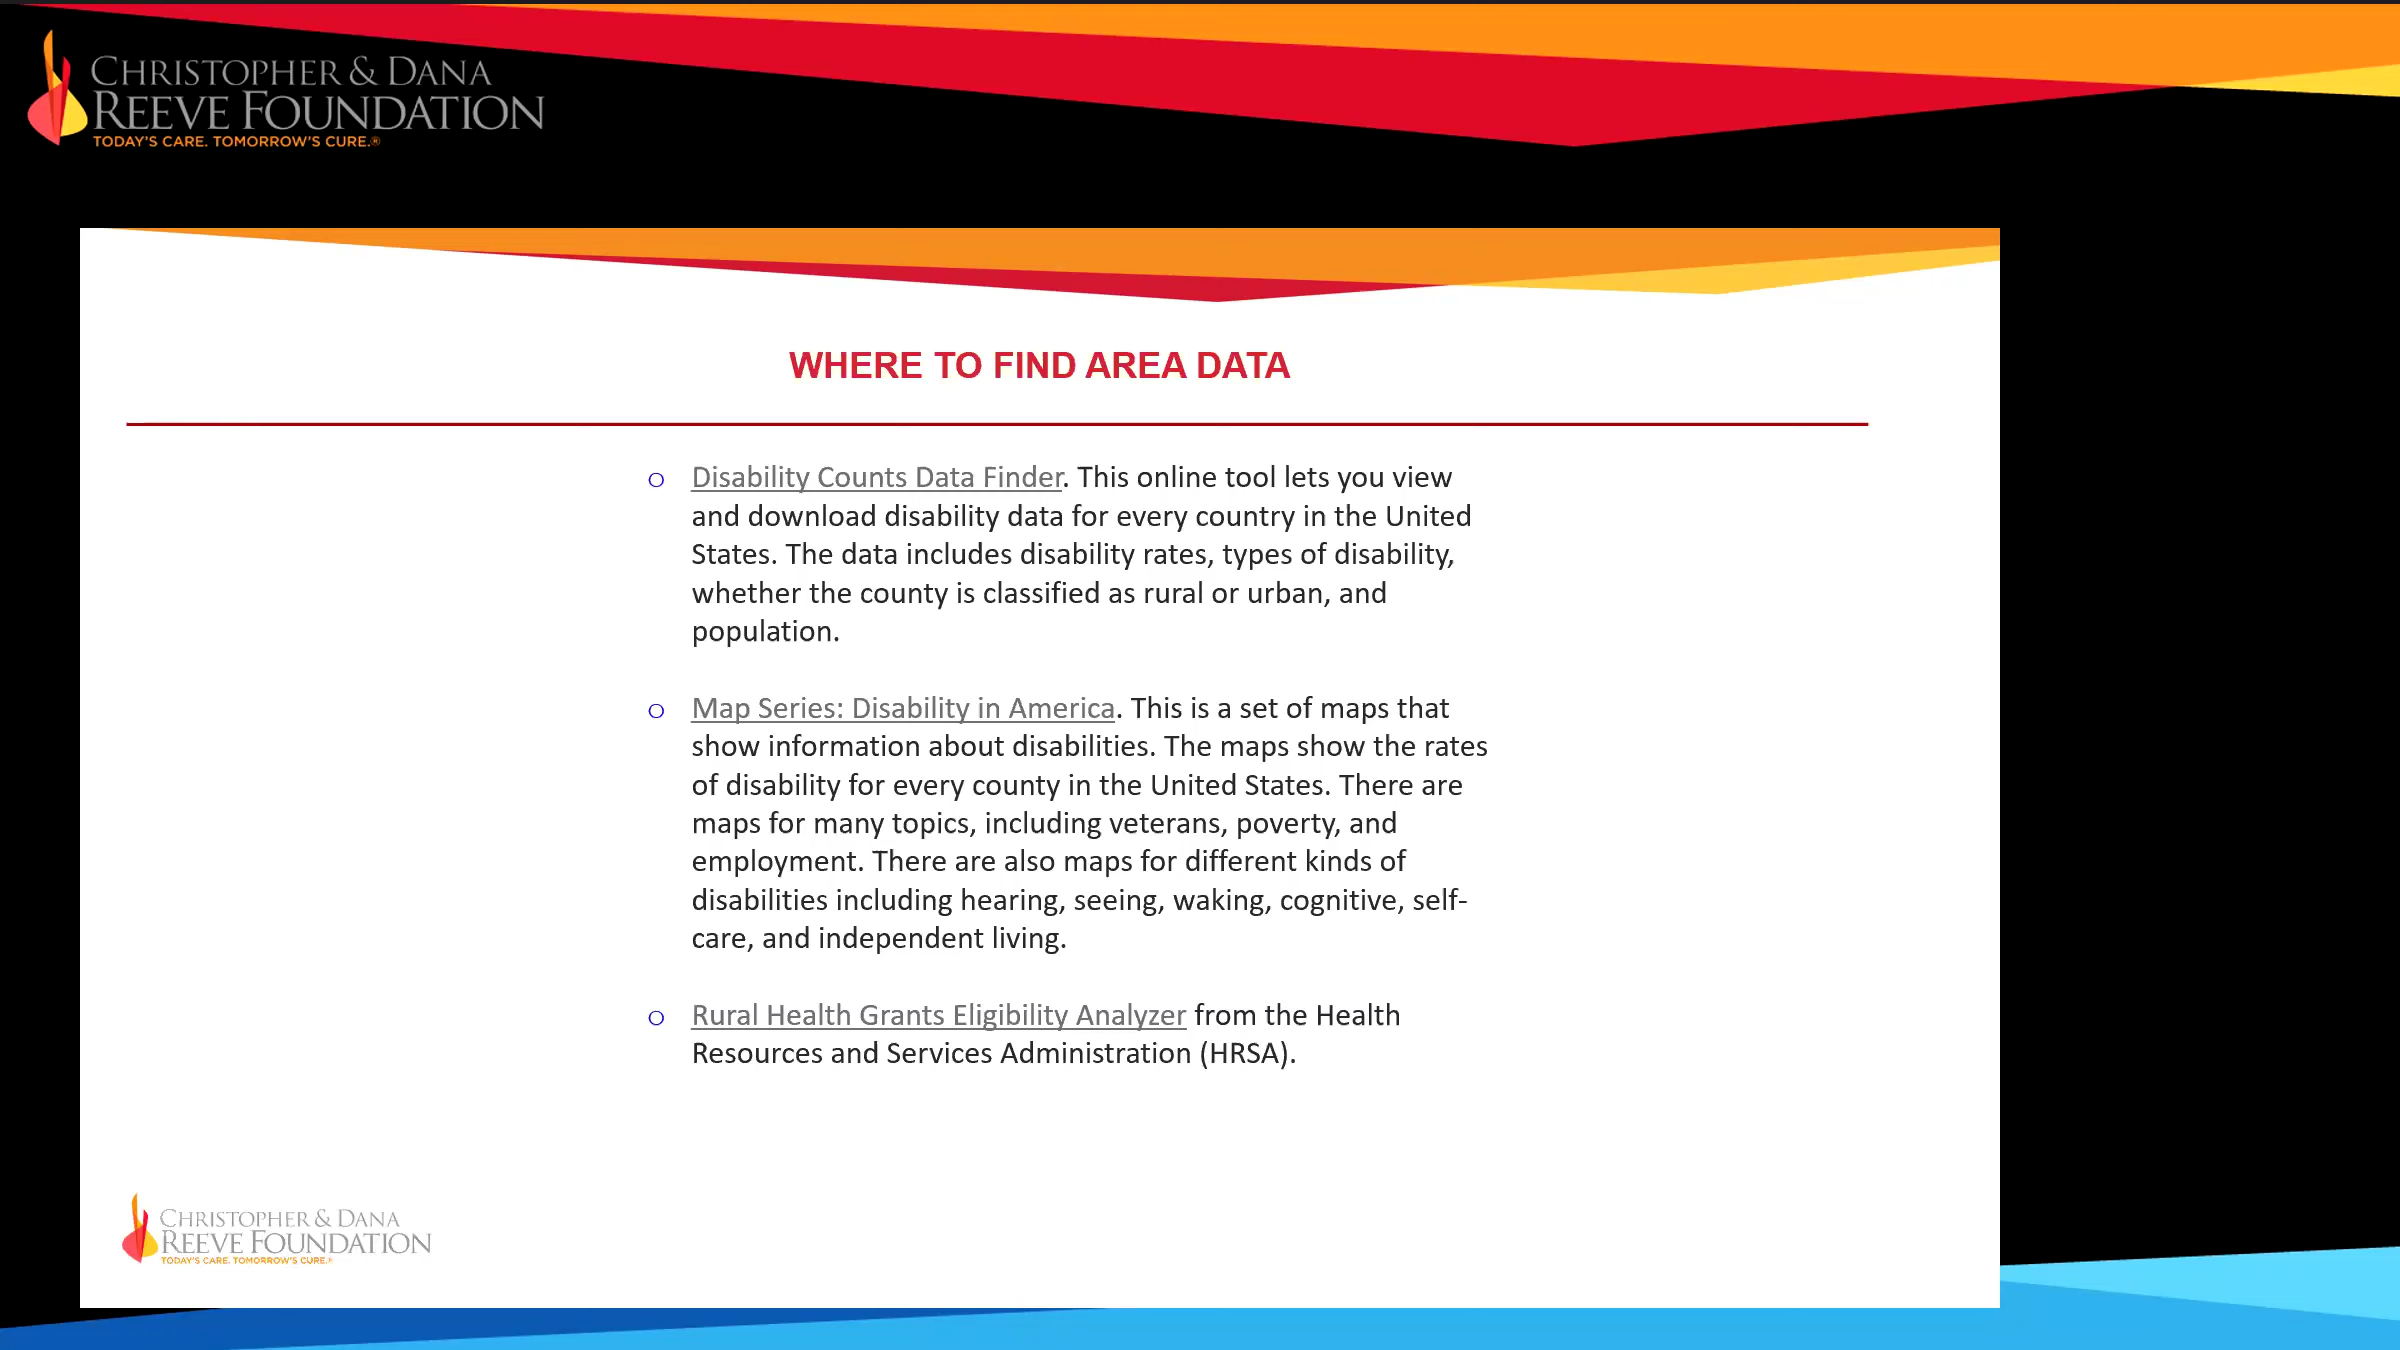 CHRISTOPHER & DANA
REEVE FOUNDATION
TODAY'S CARE. TOMORROW'S CURE.®
WHERE TO FIND AREA DATA
o Disability Counts Data Finder. This online tool lets you view
and download disability data for every country in the United
States. The data includes disability rates, types of disability,
whether the county is classified as rural or urban, and
population.
o Map Series: Disability in America. This is a set of maps that
show information about disabilities. The maps show the rates
of disability for every county in the United States. There are
maps for many topics, including veterans, poverty, and
employment. There are also maps for different kinds of
disabilities including hearing, seeing, waking, cognitive, self-
care, and independent living.
o Rural Health Grants Eligibility Analyzer from the Health
Resources and Services Administration (HRSA).
CHRISTOPHER & DANA
REEVE FOUNDATION
TODAY'S CARE. TOMORROW'S CURE.®